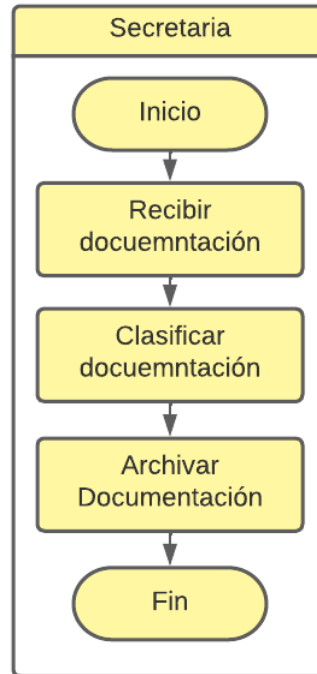 Secretaria
Inicio
Recibir
docuemntación
Clasificar
docuemntación
Archivar
Documentación
Fin